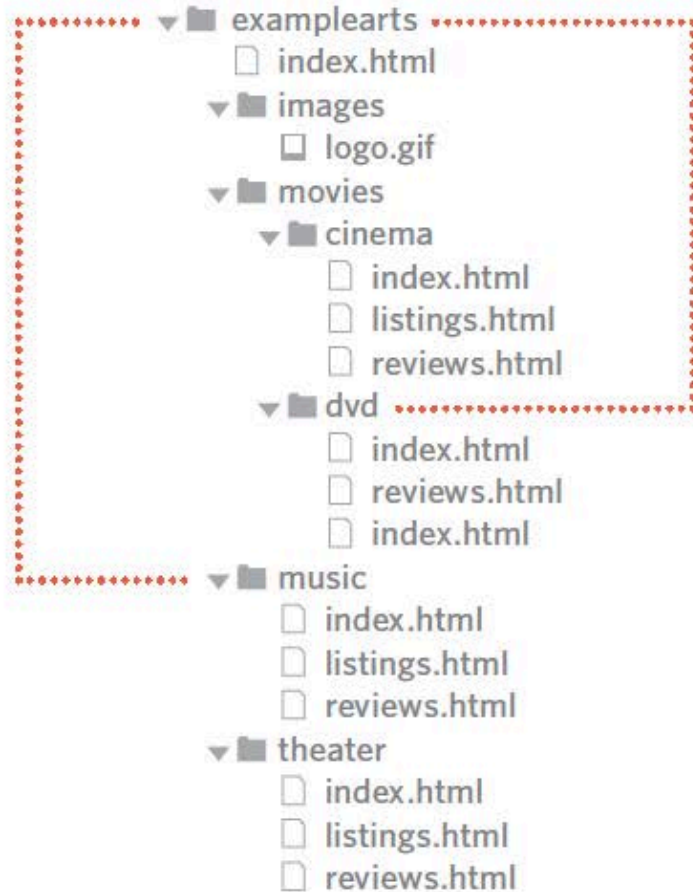 examplearts
index.html
images
logo.gif
movies
cinema
index.html
listings.html
reviews.html
dvd
index.html
reviews.html
index.html
music
index.html
listings.html
reviews.html
theater
index.html
listings.html
reviews.html